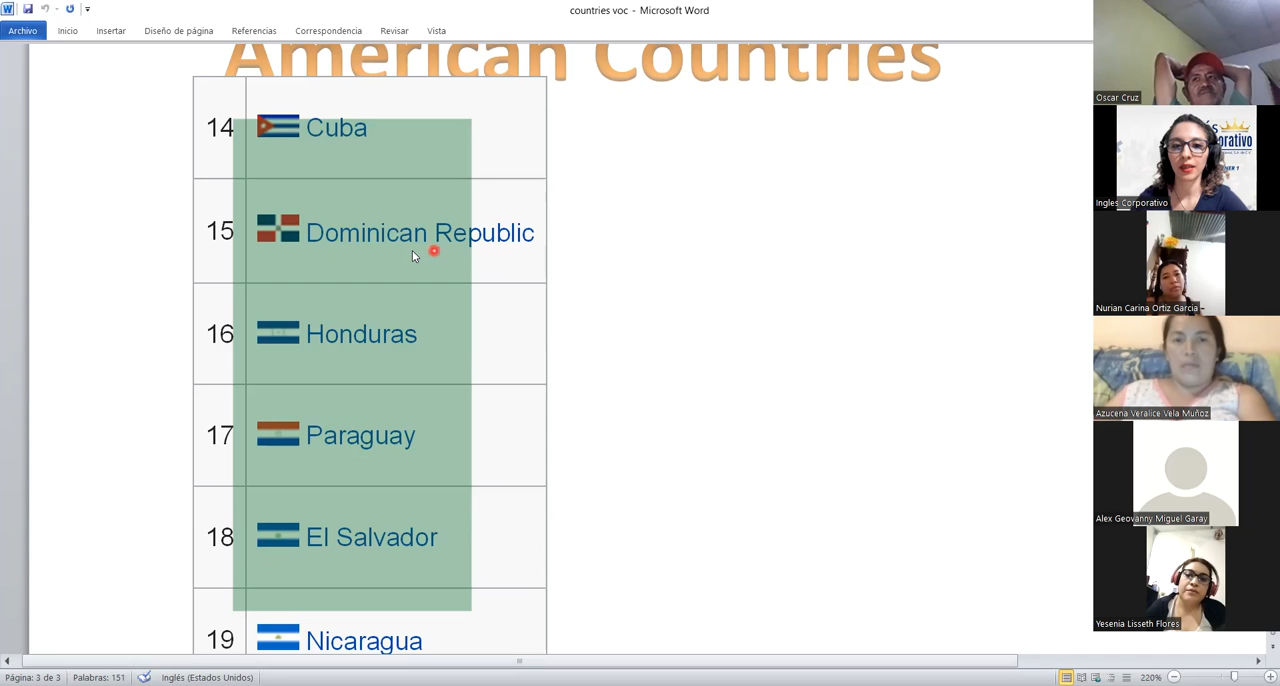 countries voc - Microsoft Word
Archivo Inicio Insertar Diseño de página Referencias Correspondencia Revisar Vista
American Countries
14 Cuba
15 Dominican Republic
16 Honduras
17 Paraguay
18 El Salvador
19 Nicaragua
Oscar Cruz
Ingles Corporativo
Nurian Carina Ortiz Garcia -
Azucena Veralice Vela Muñoz
Alex Geovanny Miguel Garay
Yesenia Lisseth Flores
Página: 3 de 3 Palabras: 151 Inglés (Estados Unidos) 220%